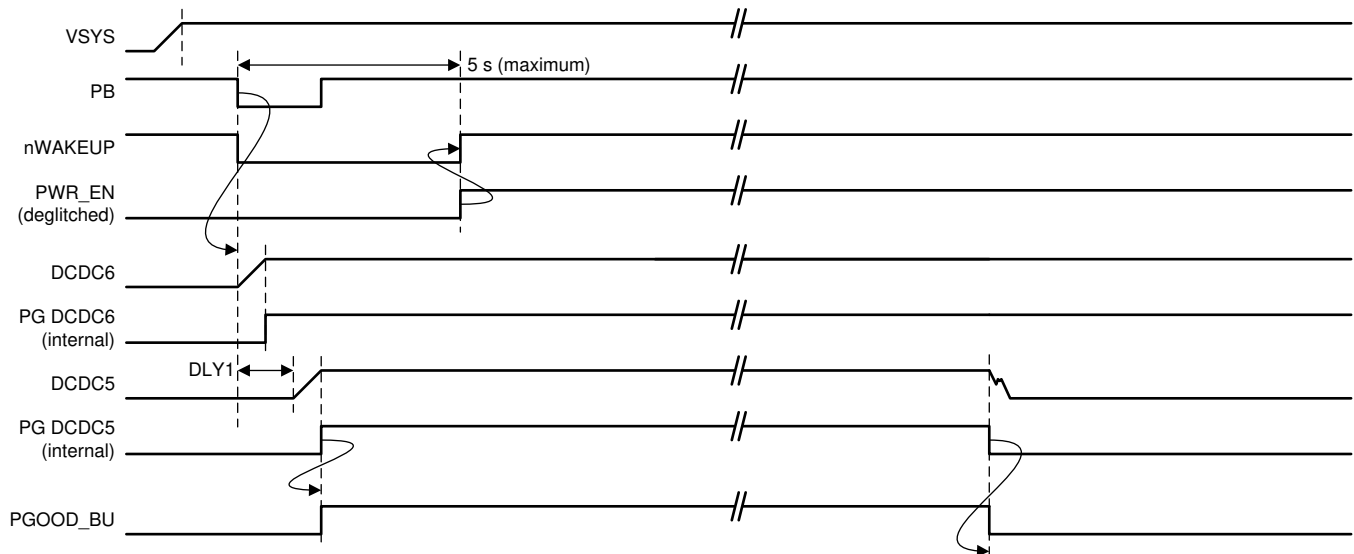 VSYS
5 s (maximum)
PB
nWAKEUP
PWR_EN
(deglitched)
DCDC6
PG DCDC6
(internal)
DLY1
DCDC5
PG DCDC5
(internal)
PGOOD_BU